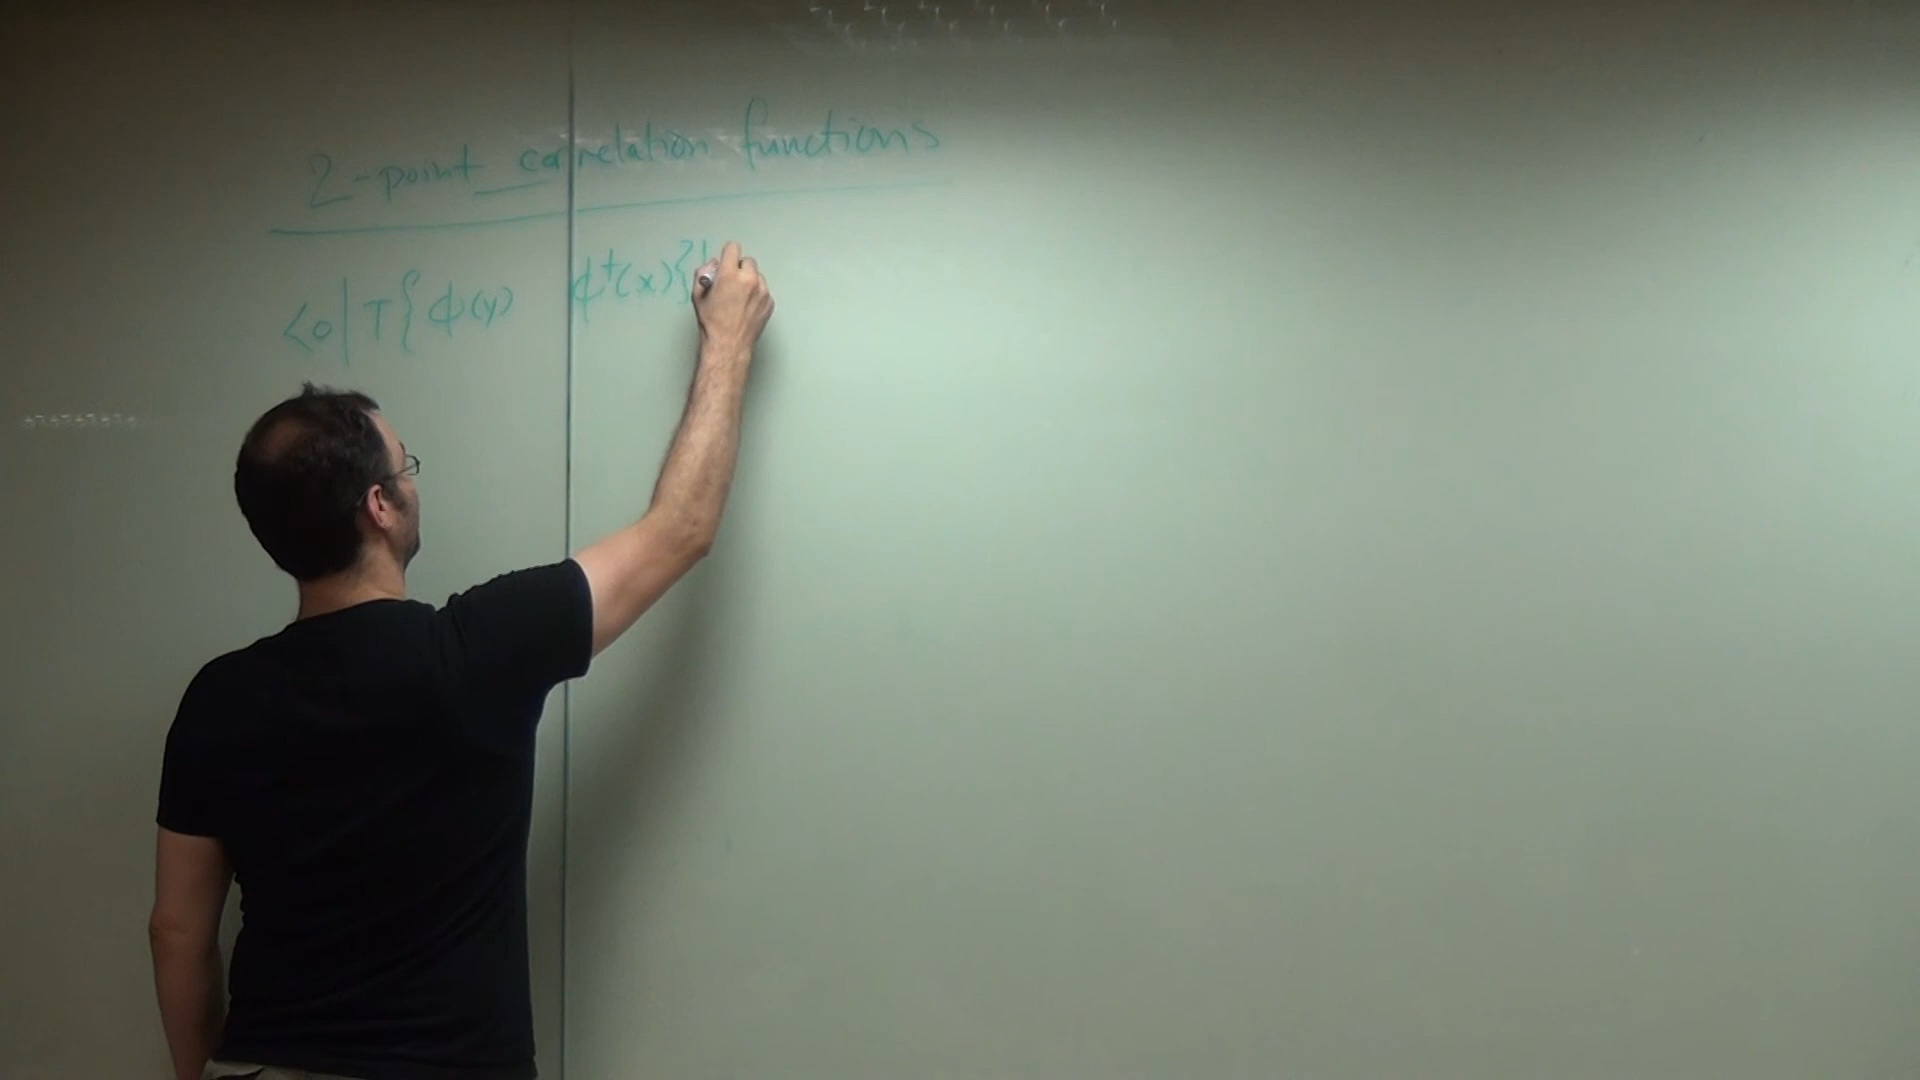 2-point correlation functions
<0|T{ϕ(y) ϕ†(x)}|